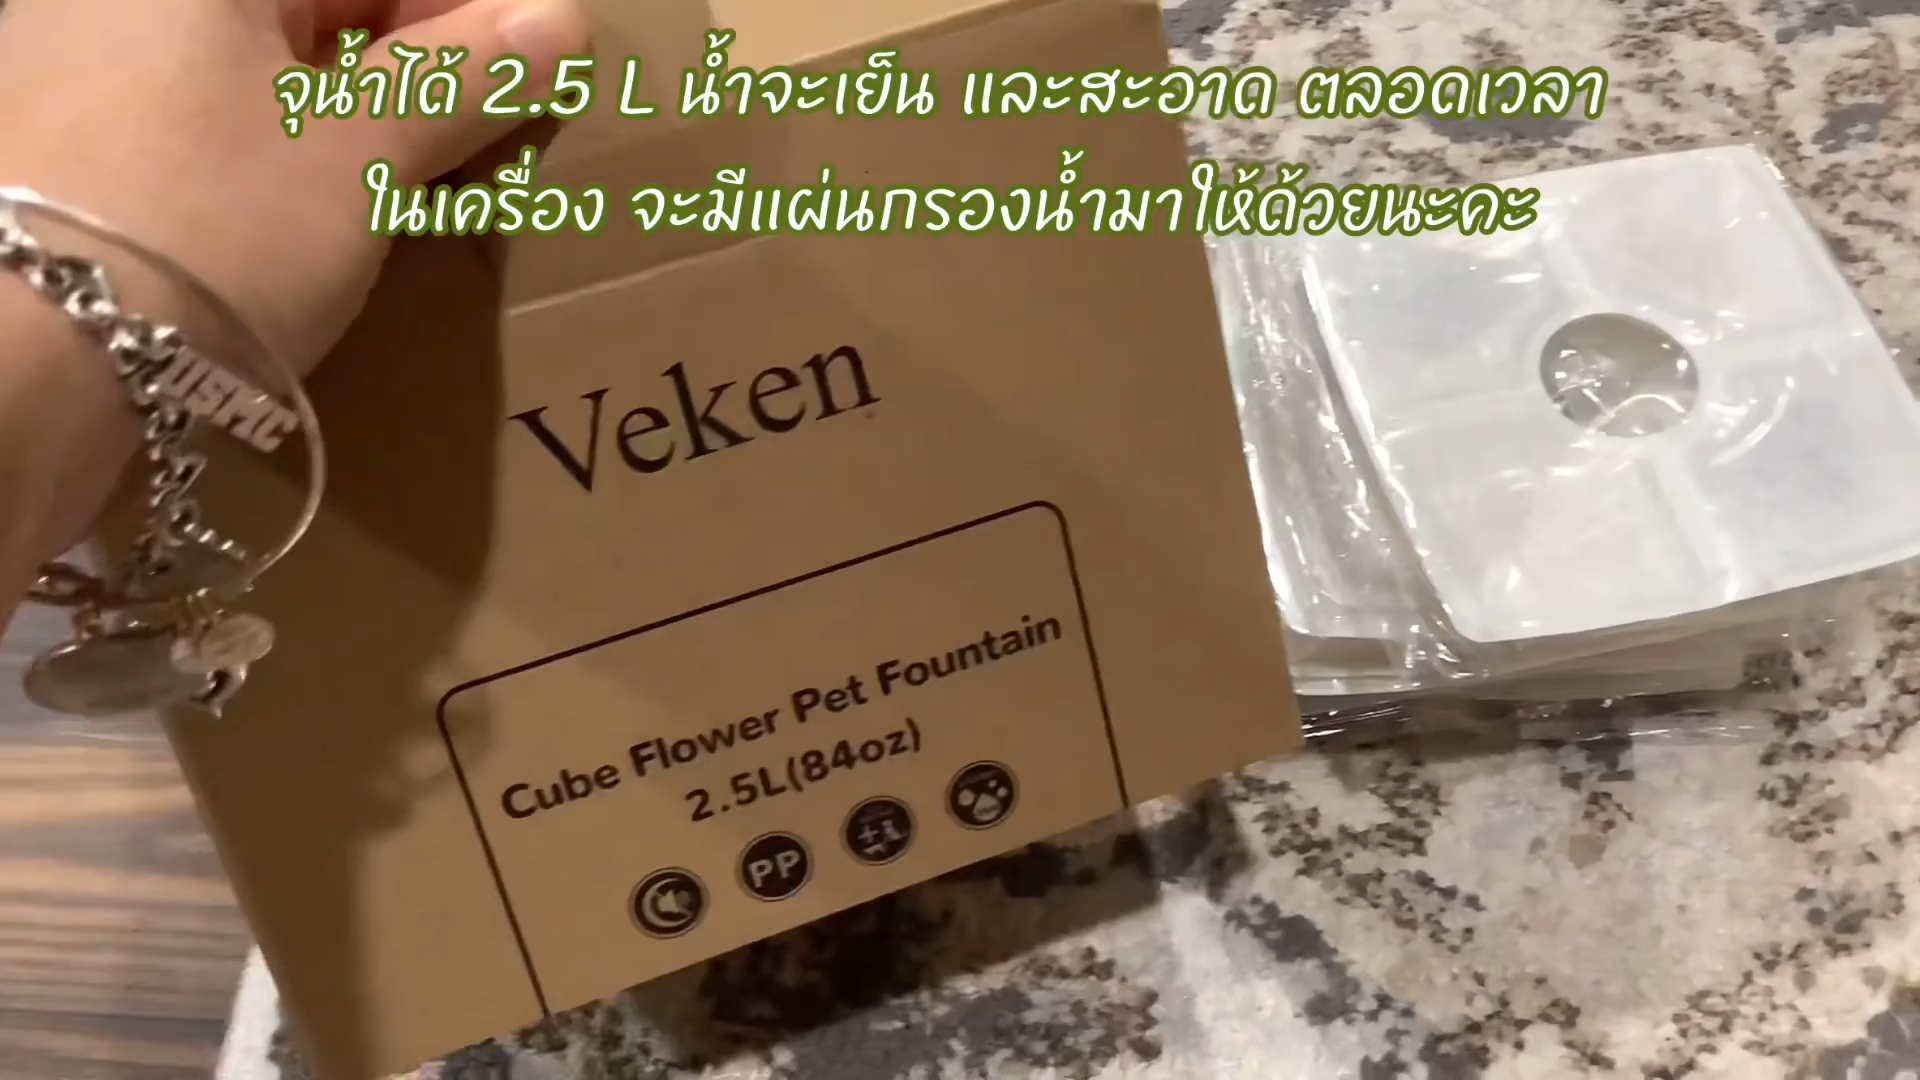 จุน้ำได้ 2.5 L น้ำจะเย็น และสะอาด ตลอดเวลา
ในเครื่อง จะมีแผ่นกรองน้ำมาให้ด้วยนะคะ
Veken
USMC
Cube Flower Pet Fountain
2.5L(84oz)
PP